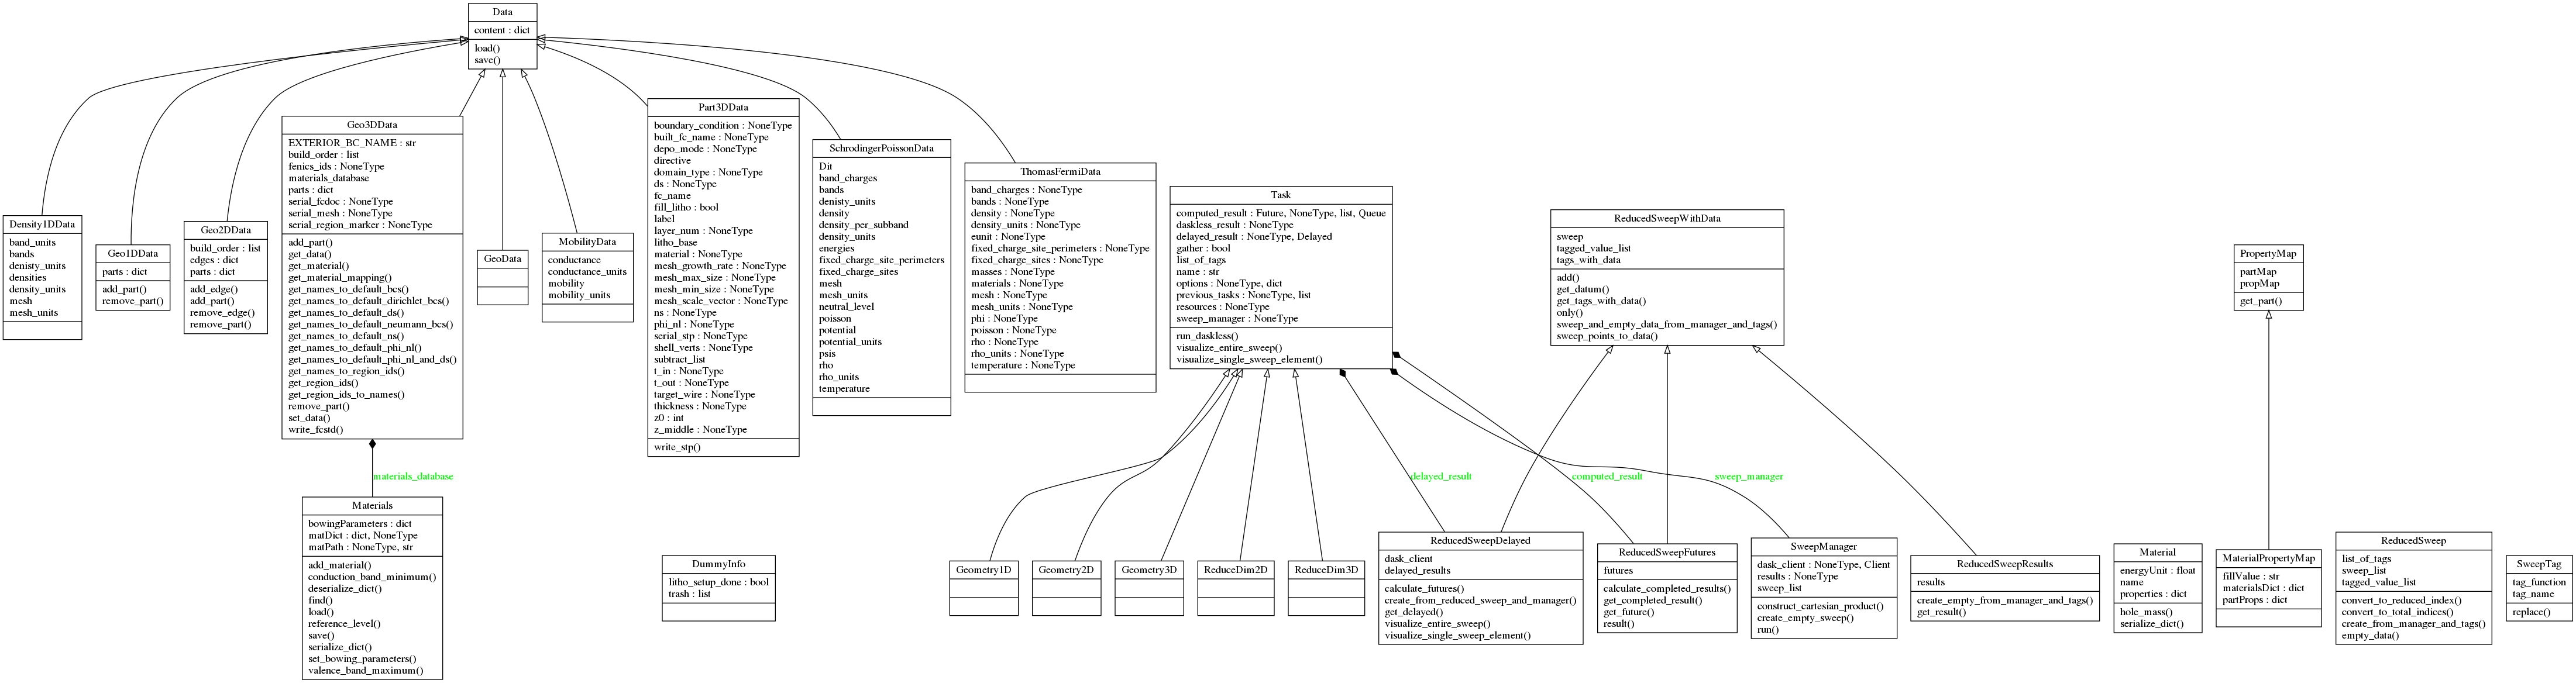 Data
content : dict
load()
save()
Density1DData
band_units
bands
denisty_units
densities
density_units
mesh
mesh_units
Geo1DData
parts : dict
add_part()
remove_part()
Geo2DData
build_order : list
edges : dict
parts : dict
add_edge()
add_part()
remove_edge()
remove_part()
Geo3DData
EXTERIOR_BC_NAME : str
build_order : list
fenics_ids : NoneType
materials_database
parts : dict
serial_fcdoc : NoneType
serial_mesh : NoneType
serial_region_marker : NoneType
add_part()
get_data()
get_material()
get_material_mapping()
get_names_to_default_bcs()
get_names_to_default_dirichlet_bcs()
get_names_to_default_ds()
get_names_to_default_neumann_bcs()
get_names_to_default_ns()
get_names_to_default_phi_nl()
get_names_to_default_phi_nl_and_ds()
get_names_to_region_ids()
get_region_ids()
get_region_ids_to_names()
remove_part()
set_data()
write_fcstd()
GeoData
MobilityData
conductance
conductance_units
mobility
mobility_units
Part3DData
boundary_condition : NoneType
built_fc_name : NoneType
depo_mode : NoneType
directive
domain_type : NoneType
ds : NoneType
fc_name
fill_litho : bool
label
layer_num : NoneType
litho_base
material : NoneType
mesh_growth_rate : NoneType
mesh_max_size : NoneType
mesh_min_size : NoneType
mesh_scale_vector : NoneType
ns : NoneType
phi_nl : NoneType
serial_stp : NoneType
shell_verts : NoneType
subtract_list
t_in : NoneType
t_out : NoneType
target_wire : NoneType
thickness : NoneType
z0 : int
z_middle : NoneType
write_stp()
SchrodingerPoissonData
Dit
band_charges
bands
denisty_units
density
density_per_subband
density_units
energies
fixed_charge_site_perimeters
fixed_charge_sites
mesh
mesh_units
neutral_level
poisson
potential
potential_units
psis
rho
rho_units
temperature
ThomasFermiData
band_charges : NoneType
bands : NoneType
density : NoneType
density_units : NoneType
eunit : NoneType
fixed_charge_site_perimeters : NoneType
fixed_charge_sites : NoneType
masses : NoneType
materials : NoneType
mesh : NoneType
mesh_units : NoneType
phi : NoneType
poisson : NoneType
rho : NoneType
rho_units : NoneType
temperature : NoneType
Task
computed_result : Future, NoneType, list, Queue
daskless_result : NoneType
delayed_result : NoneType, Delayed
gather : bool
list_of_tags
name : str
options : NoneType, dict
previous_tasks : NoneType, list
resources : NoneType
sweep_manager : NoneType
run_daskless()
visualize_entire_sweep()
visualize_single_sweep_element()
ReducedSweepWithData
sweep
tagged_value_list
tags_with_data
add()
get_datum()
get_tags_with_data()
only()
sweep_and_empty_data_from_manager_and_tags()
sweep_points_to_data()
PropertyMap
partMap
propMap
get_part()
materials_database
delayed_result
computed_result
sweep_manager
Materials
bowingParameters : dict
matDict : dict, NoneType
matPath : NoneType, str
add_material()
conduction_band_minimum()
deserialize_dict()
find()
load()
reference_level()
save()
serialize_dict()
set_bowing_parameters()
valence_band_maximum()
DummyInfo
litho_setup_done : bool
trash : list
Geometry1D
Geometry2D
Geometry3D
ReduceDim2D
ReduceDim3D
ReducedSweepDelayed
dask_client
delayed_results
calculate_futures()
create_from_reduced_sweep_and_manager()
get_delayed()
visualize_entire_sweep()
visualize_single_sweep_element()
ReducedSweepFutures
futures
calculate_completed_results()
get_completed_result()
get_future()
result()
SweepManager
dask_client : NoneType, Client
results : NoneType
sweep_list
construct_cartesian_product()
create_empty_sweep()
run()
ReducedSweepResults
results
create_empty_from_manager_and_tags()
get_result()
Material
energyUnit : float
name
properties : dict
hole_mass()
serialize_dict()
MaterialPropertyMap
fillValue : str
materialsDict : dict
partProps : dict
ReducedSweep
list_of_tags
sweep_list
tagged_value_list
convert_to_reduced_index()
convert_to_total_indices()
create_from_manager_and_tags()
empty_data()
SweepTag
tag_function
tag_name
replace()